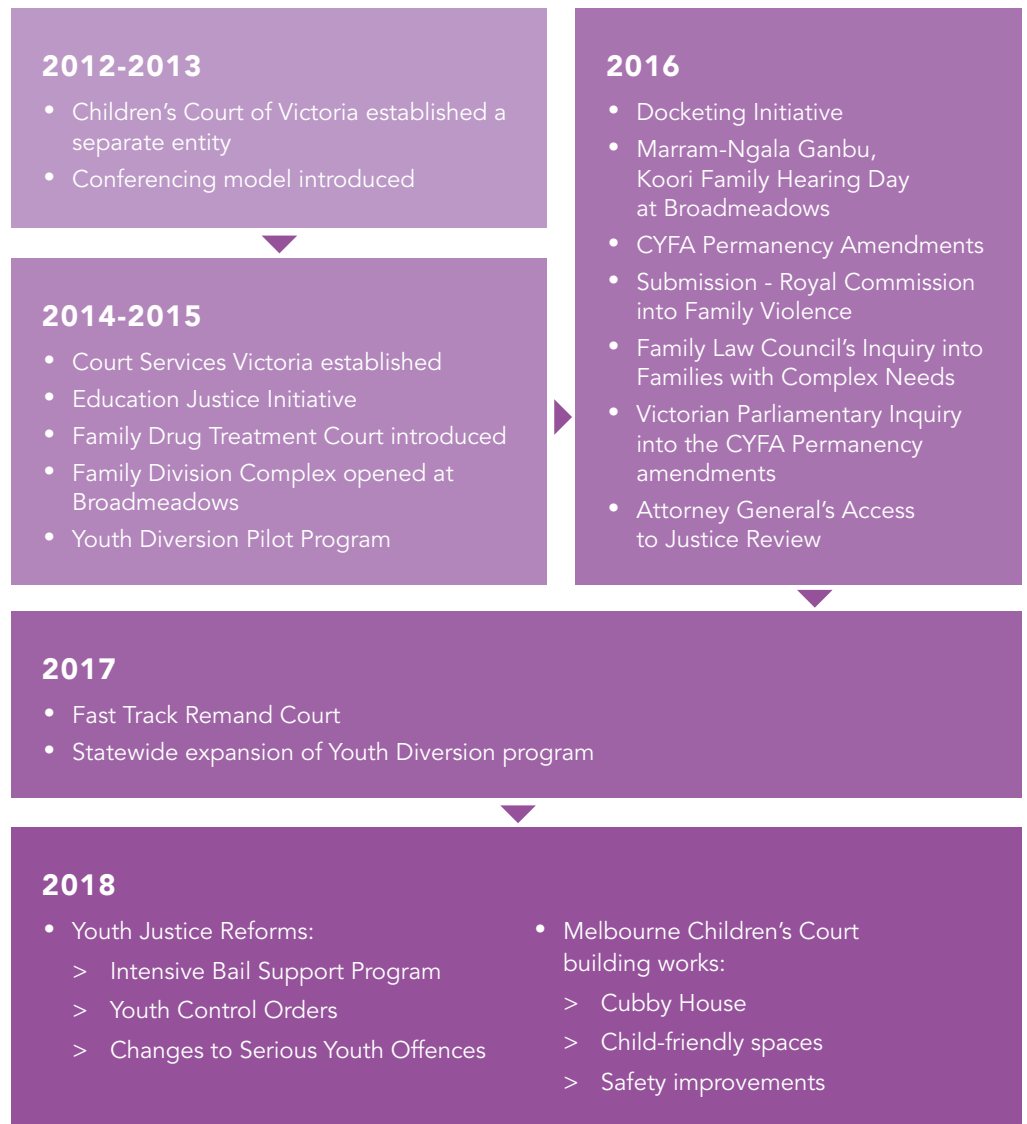 2012-2013
• Children’s Court of Victoria established a
separate entity
• Conferencing model introduced
2014-2015
• Court Services Victoria established
• Education Justice Initiative
• Family Drug Treatment Court introduced
• Family Division Complex opened at
Broadmeadows
• Youth Diversion Pilot Program
2016
• Docketing Initiative
• Marram-Ngala Ganbu,
Koori Family Hearing Day
at Broadmeadows
• CYFA Permanency Amendments
• Submission - Royal Commission
into Family Violence
• Family Law Council’s Inquiry into
Families with Complex Needs
• Victorian Parliamentary Inquiry
into the CYFA Permanency
amendments
• Attorney General’s Access
to Justice Review
2017
• Fast Track Remand Court
• Statewide expansion of Youth Diversion program
2018
• Youth Justice Reforms:
> Intensive Bail Support Program
> Youth Control Orders
> Changes to Serious Youth Offences
• Melbourne Children’s Court
building works:
> Cubby House
> Child-friendly spaces
> Safety improvements